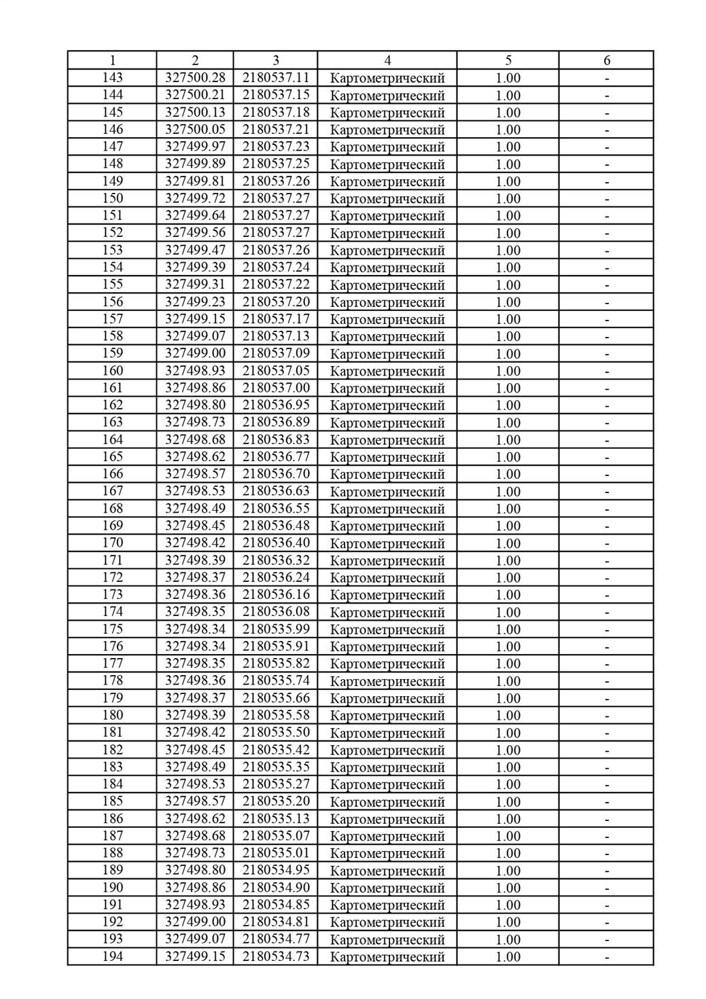 1 2 3 4 5 6
143 327500.28 2180537.11 Картометрический 1.00 -
144 327500.21 2180537.15 Картометрический 1.00 -
145 327500.13 2180537.18 Картометрический 1.00 -
146 327500.05 2180537.21 Картометрический 1.00 -
147 327499.97 2180537.23 Картометрический 1.00 -
148 327499.89 2180537.25 Картометрический 1.00 -
149 327499.81 2180537.26 Картометрический 1.00 -
150 327499.72 2180537.27 Картометрический 1.00 -
151 327499.64 2180537.27 Картометрический 1.00 -
152 327499.56 2180537.27 Картометрический 1.00 -
153 327499.47 2180537.26 Картометрический 1.00 -
154 327499.39 2180537.24 Картометрический 1.00 -
155 327499.31 2180537.22 Картометрический 1.00 -
156 327499.23 2180537.20 Картометрический 1.00 -
157 327499.15 2180537.17 Картометрический 1.00 -
158 327499.07 2180537.13 Картометрический 1.00 -
159 327499.00 2180537.09 Картометрический 1.00 -
160 327498.93 2180537.05 Картометрический 1.00 -
161 327498.86 2180537.00 Картометрический 1.00 -
162 327498.80 2180536.95 Картометрический 1.00 -
163 327498.73 2180536.89 Картометрический 1.00 -
164 327498.68 2180536.83 Картометрический 1.00 -
165 327498.62 2180536.77 Картометрический 1.00 -
166 327498.57 2180536.70 Картометрический 1.00 -
167 327498.53 2180536.63 Картометрический 1.00 -
168 327498.49 2180536.55 Картометрический 1.00 -
169 327498.45 2180536.48 Картометрический 1.00 -
170 327498.42 2180536.40 Картометрический 1.00 -
171 327498.39 2180536.32 Картометрический 1.00 -
172 327498.37 2180536.24 Картометрический 1.00 -
173 327498.36 2180536.16 Картометрический 1.00 -
174 327498.35 2180536.08 Картометрический 1.00 -
175 327498.34 2180535.99 Картометрический 1.00 -
176 327498.34 2180535.91 Картометрический 1.00 -
177 327498.35 2180535.82 Картометрический 1.00 -
178 327498.36 2180535.74 Картометрический 1.00 -
179 327498.37 2180535.66 Картометрический 1.00 -
180 327498.39 2180535.58 Картометрический 1.00 -
181 327498.42 2180535.50 Картометрический 1.00 -
182 327498.45 2180535.42 Картометрический 1.00 -
183 327498.49 2180535.35 Картометрический 1.00 -
184 327498.53 2180535.27 Картометрический 1.00 -
185 327498.57 2180535.20 Картометрический 1.00 -
186 327498.62 2180535.13 Картометрический 1.00 -
187 327498.68 2180535.07 Картометрический 1.00 -
188 327498.73 2180535.01 Картометрический 1.00 -
189 327498.80 2180534.95 Картометрический 1.00 -
190 327498.86 2180534.90 Картометрический 1.00 -
191 327498.93 2180534.85 Картометрический 1.00 -
192 327499.00 2180534.81 Картометрический 1.00 -
193 327499.07 2180534.77 Картометрический 1.00 -
194 327499.15 2180534.73 Картометрический 1.00 -